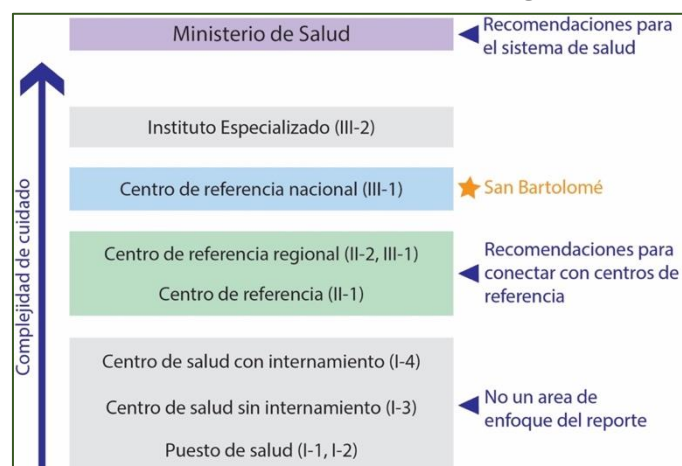 Ministerio de Salud
Recomendaciones para
el sistema de salud
Instituto Especializado (III-2)
Centro de referencia nacional (III-1)
San Bartolomé
Centro de referencia regional (II-2, III-1)
Centro de referencia (II-1)
Recomendaciones para
conectar con centros de
referencia
Centro de salud con internamiento (I-4)
Centro de salud sin internamiento (I-3)
Puesto de salud (I-1, I-2)
No un area de
enfoque del reporte
Complejidad de cuidado